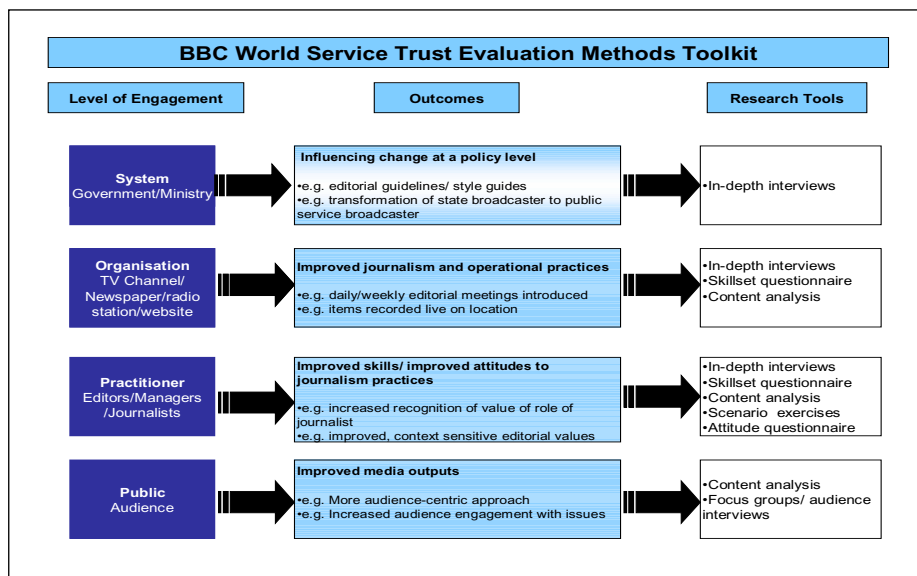 BBC World Service Trust Evaluation Methods Toolkit
Level of Engagement
Outcomes
Research Tools
System
Government/Ministry
Influencing change at a policy level
•e.g. editorial guidelines/ style guides
•e.g. transformation of state broadcaster to public
service broadcaster
•In-depth interviews
Organisation
TV Channel/
Newspaper/radio
station/website
Improved journalism and operational practices
•e.g. daily/weekly editorial meetings introduced
•e.g. items recorded live on location
•In-depth interviews
•Skillset questionnaire
•Content analysis
Practitioner
Editors/Managers
/Journalists
Improved skills/ improved attitudes to
journalism practices
•e.g. increased recognition of value of role of
journalist
•e.g. improved, context sensitive editorial values
•In-depth interviews
•Skillset questionnaire
•Content analysis
•Scenario exercises
•Attitude questionnaire
Public
Audience
Improved media outputs
•e.g. More audience-centric approach
•e.g. Increased audience engagement with issues
•Content analysis
•Focus groups/ audience
interviews